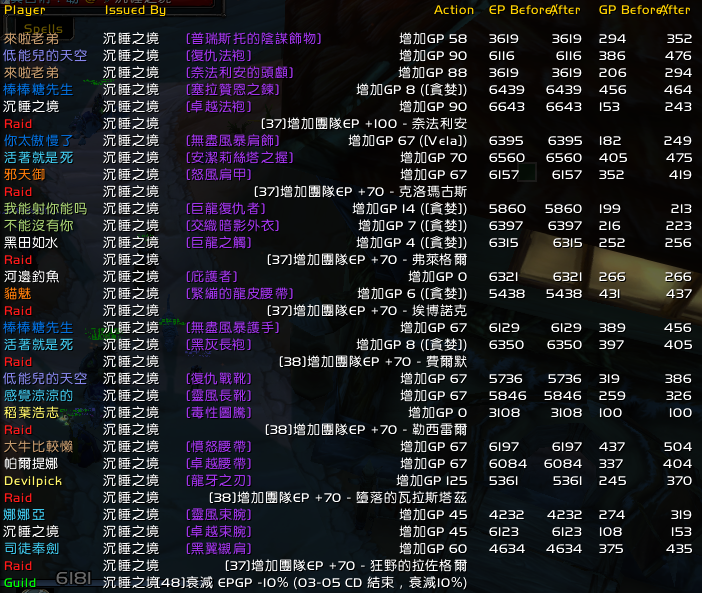 Player Issued By Action EP Before After GP Before After
Spells
來啦老弟 沉睡之境 [普瑞斯托的陰謀飾物] 增加GP 58 3619 3619 294 352
低能兒的天空 沉睡之境 [復仇法袍] 增加GP 90 6116 6116 386 476
來啦老弟 沉睡之境 [奈法利安的頭顱] 增加GP 88 3619 3619 206 294
棒棒糖先生 沉睡之境 [塞拉贊恩之鍊] 增加GP 8 ([貪婪]) 6439 6439 456 464
沉睡之境 沉睡之境 [卓越法袍] 增加GP 90 6643 6643 153 243
Raid 沉睡之境 [37]增加團隊EP +100 - 奈法利安
你太傲慢了 沉睡之境 [無盡風暴肩飾] 增加GP 67 ([Vela]) 6395 6395 182 249
活著就是死 沉睡之境 [安潔莉絲塔之握] 增加GP 70 6560 6560 405 475
邪天御 沉睡之境 [怒風肩甲] 增加GP 67 6157 6157 352 419
Raid 沉睡之境 [37]增加團隊EP +70 - 克洛瑪古斯
我能射你能吗 沉睡之境 [巨龍復仇者] 增加GP 14 ([貪婪]) 5860 5860 199 213
不能沒有你 沉睡之境 [交織暗影外衣] 增加GP 7 ([貪婪]) 6397 6397 216 223
黑田如水 沉睡之境 [巨龍之觸] 增加GP 4 ([貪婪]) 6315 6315 252 256
Raid 沉睡之境 [37]增加團隊EP +70 - 弗萊格爾
河邊釣魚 沉睡之境 [庇護者] 增加GP 0 6321 6321 266 266
貓魅 沉睡之境 [緊繃的龍皮腰帶] 增加GP 6 ([貪婪]) 5438 5438 431 437
Raid 沉睡之境 [37]增加團隊EP +70 - 埃博諾克
棒棒糖先生 沉睡之境 [無盡風暴護手] 增加GP 67 6129 6129 389 456
活著就是死 沉睡之境 [黑灰長袍] 增加GP 8 ([貪婪]) 6350 6350 397 405
Raid 沉睡之境 [38]增加團隊EP +70 - 費爾默
低能兒的天空 沉睡之境 [復仇戰靴] 增加GP 67 5736 5736 319 386
感覺涼涼的 沉睡之境 [靈風長靴] 增加GP 67 5846 5846 259 326
稻葉浩志 沉睡之境 [毒性圖騰] 增加GP 0 3108 3108 100 100
Raid 沉睡之境 [38]增加團隊EP +70 - 勒西雷爾
大牛比較懶 沉睡之境 [憤怒腰帶] 增加GP 67 6197 6197 437 504
帕爾提娜 沉睡之境 [卓越腰帶] 增加GP 67 6084 6084 337 404
Devilpick 沉睡之境 [龍牙之刃] 增加GP 125 5361 5361 245 370
Raid 沉睡之境 [38]增加團隊EP +70 - 墮落的瓦拉斯塔茲
娜娜亞 沉睡之境 [靈風束腕] 增加GP 45 4232 4232 274 319
沉睡之境 沉睡之境 [卓越束腕] 增加GP 45 6123 6123 108 153
司徒奉劍 沉睡之境 [黑翼襯肩] 增加GP 60 4634 4634 375 435
Raid 沉睡之境 [37]增加團隊EP +70 - 狂野的拉佐格爾
Guild 6181 沉睡之境 [48]衰減 EPGP -10% (03-05 CD 結束，衰減10%)